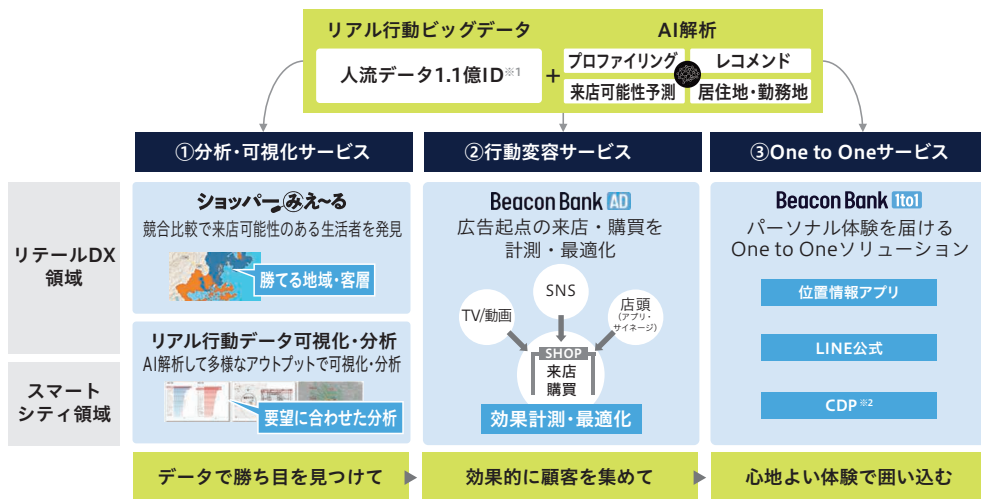 リアル行動ビッグデータ
AI解析
人流データ1.1億ID※1
+
プロファイリング
レコメンド
来店可能性予測
居住地・勤務地
①分析・可視化サービス
②行動変容サービス
③One to Oneサービス
リテールDX
領域
スマート
シティ領域
ショッパーみえ~る
競合比較で来店可能性のある生活者を発見
勝てる地域・客層
リアル行動データ可視化・分析
AI解析して多様なアウトプットで可視化・分析
要望に合わせた分析
Beacon Bank AD
広告起点の来店・購買を
計測・最適化
SNS
TV/動画
店頭
(アプリ・
サイネージ)
SHOP
来店
購買
効果計測・最適化
Beacon Bank 1to1
パーソナル体験を届ける
One to Oneソリューション
位置情報アプリ
LINE公式
CDP※2
データで勝ち目を見つけて
効果的に顧客を集めて
心地よい体験で囲い込む